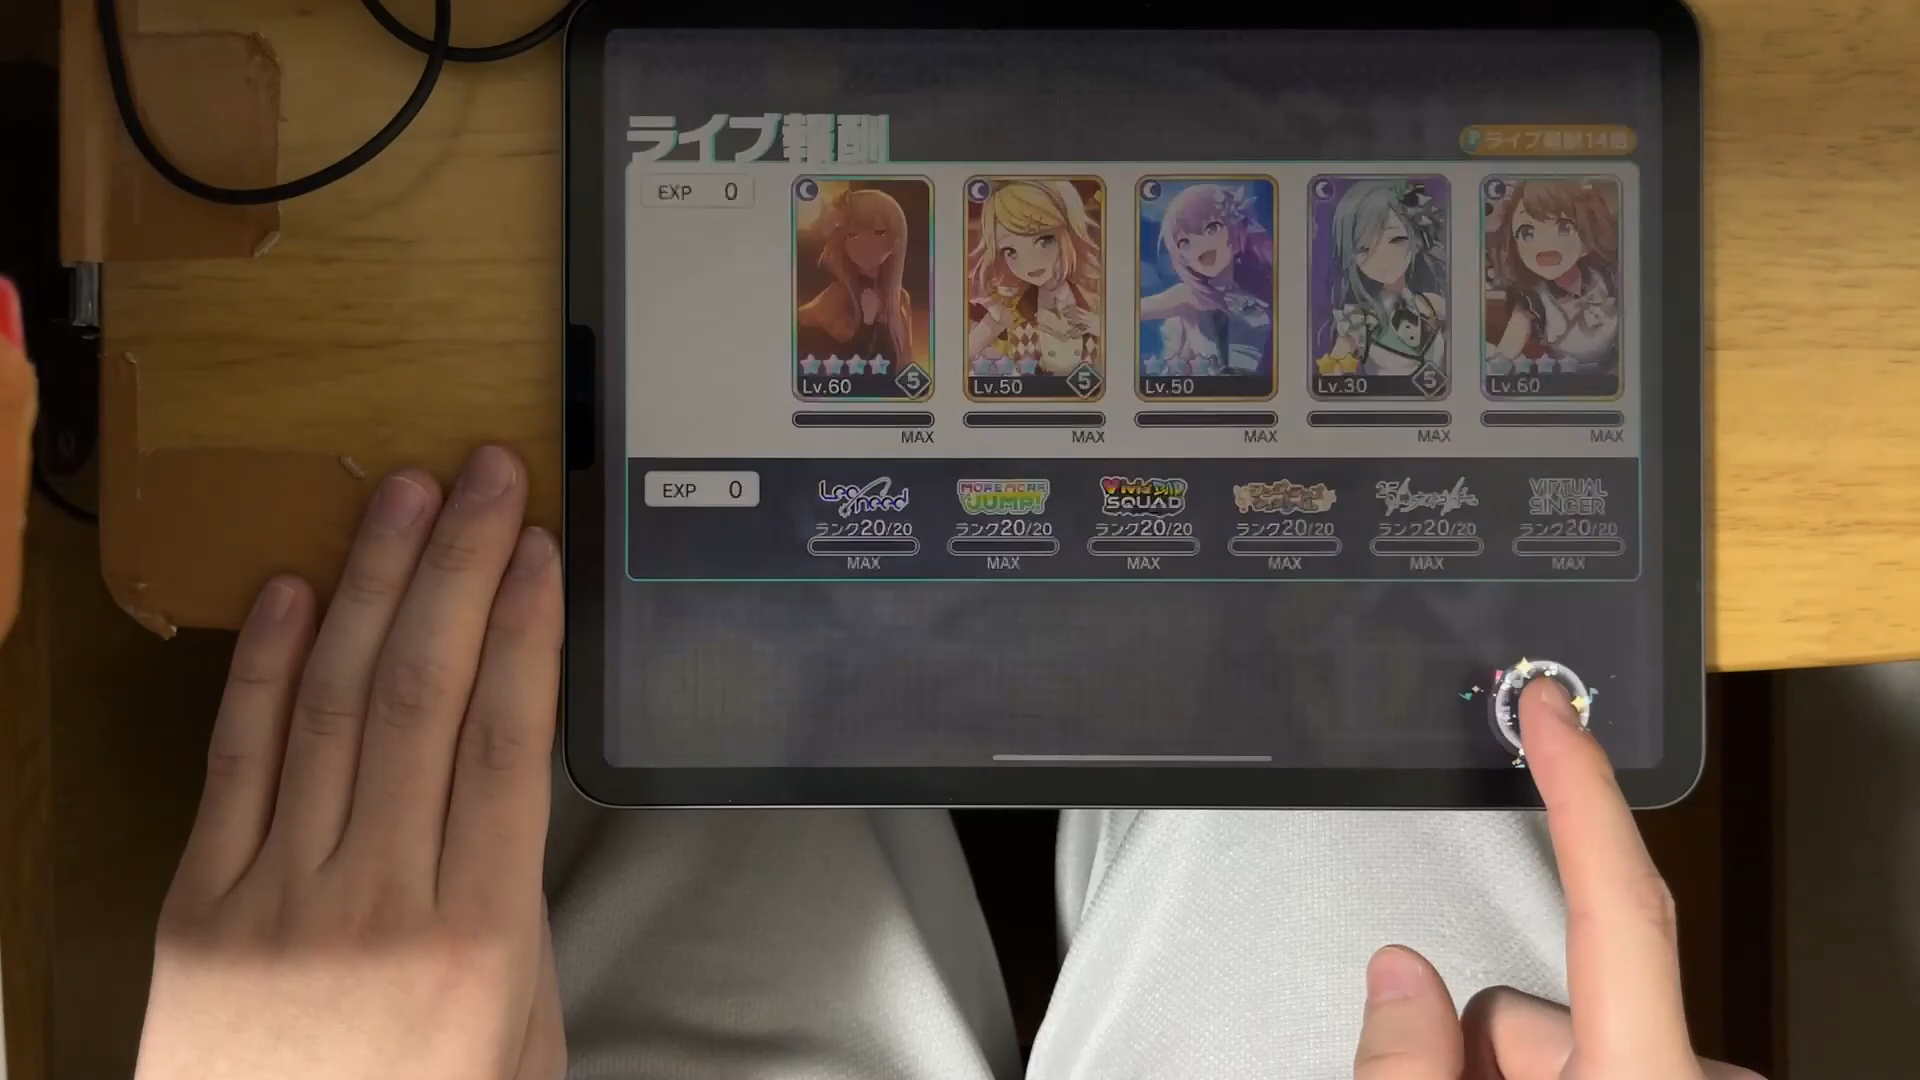 ライブ報酬
ライブ報酬14倍
EXP 0
Lv.60 5
Lv.50 5
Lv.50
Lv.30 5
Lv.60
MAX MAX MAX MAX MAX
EXP 0
Leo/need
MORE MORE JUMP!
Vivid BAD SQUAD
VIRTUAL SINGER
ランク20/20 ランク20/20 ランク20/20 ランク20/20 ランク20/20 ランク20/20
MAX MAX MAX MAX MAX MAX